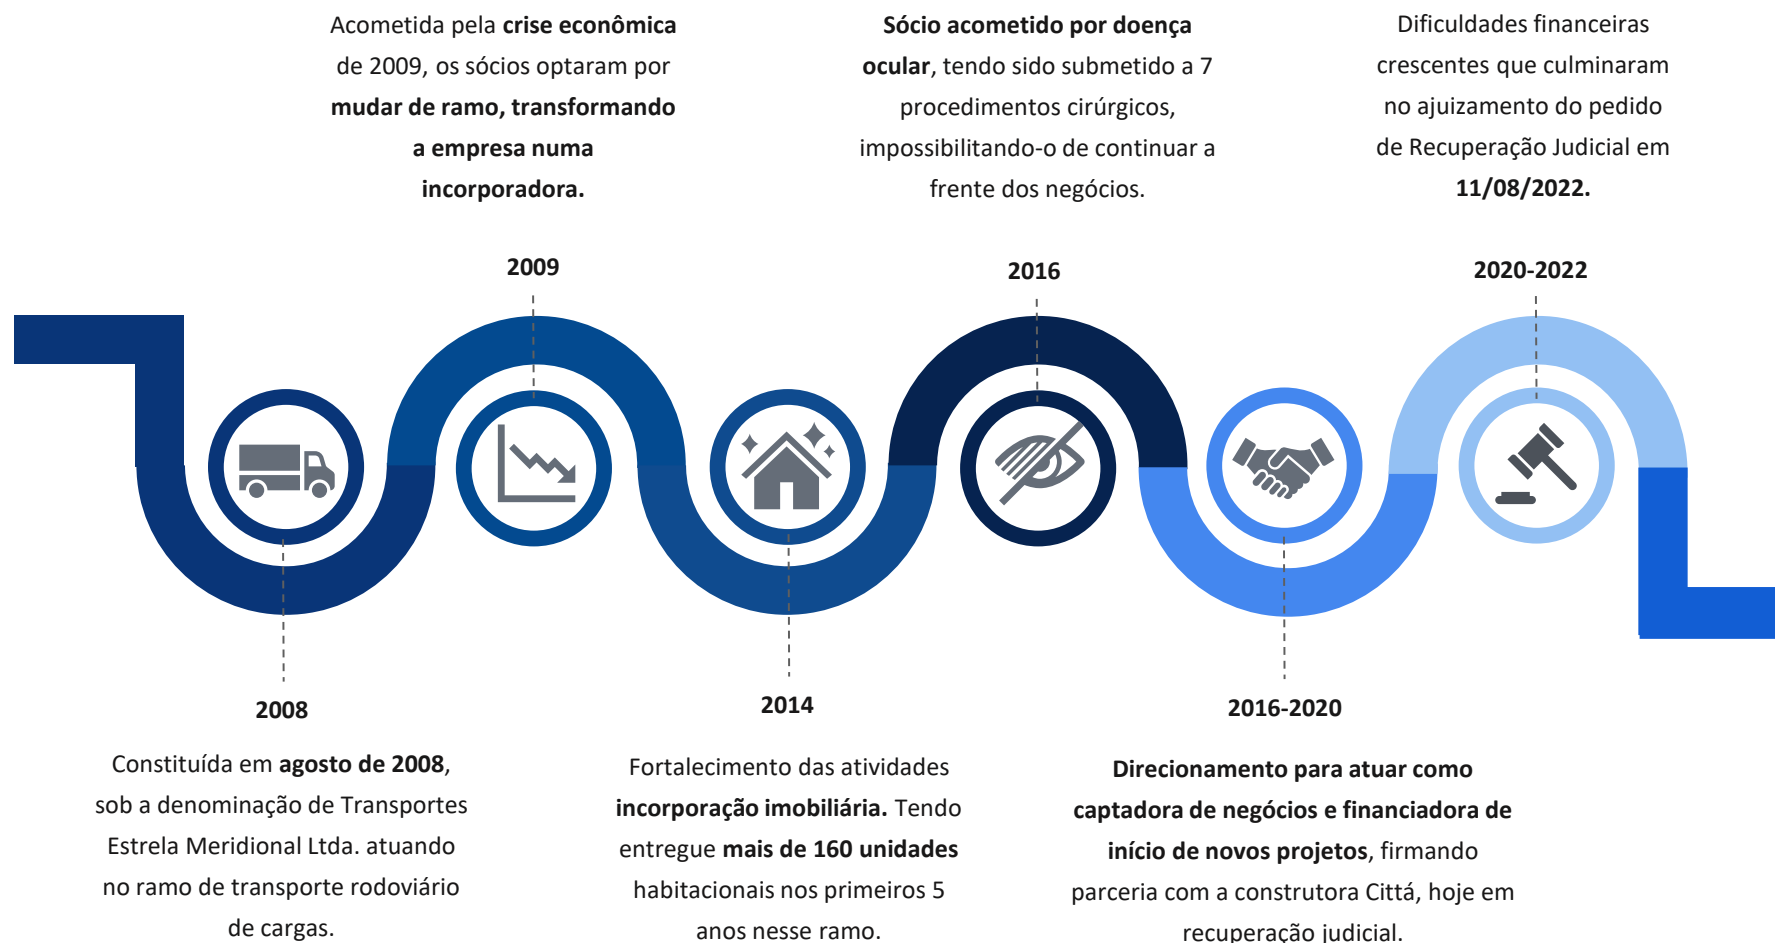 Acometida pela crise econômica
de 2009, os sócios optaram por
mudar de ramo, transformando
a empresa numa
incorporadora.
2009
Sócio acometido por doença
ocular, tendo sido submetido a 7
procedimentos cirúrgicos,
impossibilitando-o de continuar a
frente dos negócios.
2016
Dificuldades financeiras
crescentes que culminaram
no ajuizamento do pedido
de Recuperação Judicial em
11/08/2022.
2020-2022
2008
Constituída em agosto de 2008,
sob a denominação de Transportes
Estrela Meridional Ltda. atuando
no ramo de transporte rodoviário
de cargas.
2014
Fortalecimento das atividades
incorporação imobiliária. Tendo
entregue mais de 160 unidades
habitacionais nos primeiros 5
anos nesse ramo.
2016-2020
Direcionamento para atuar como
captadora de negócios e financiadora de
início de novos projetos, firmando
parceria com a construtora Cittá, hoje em
recuperação judicial.